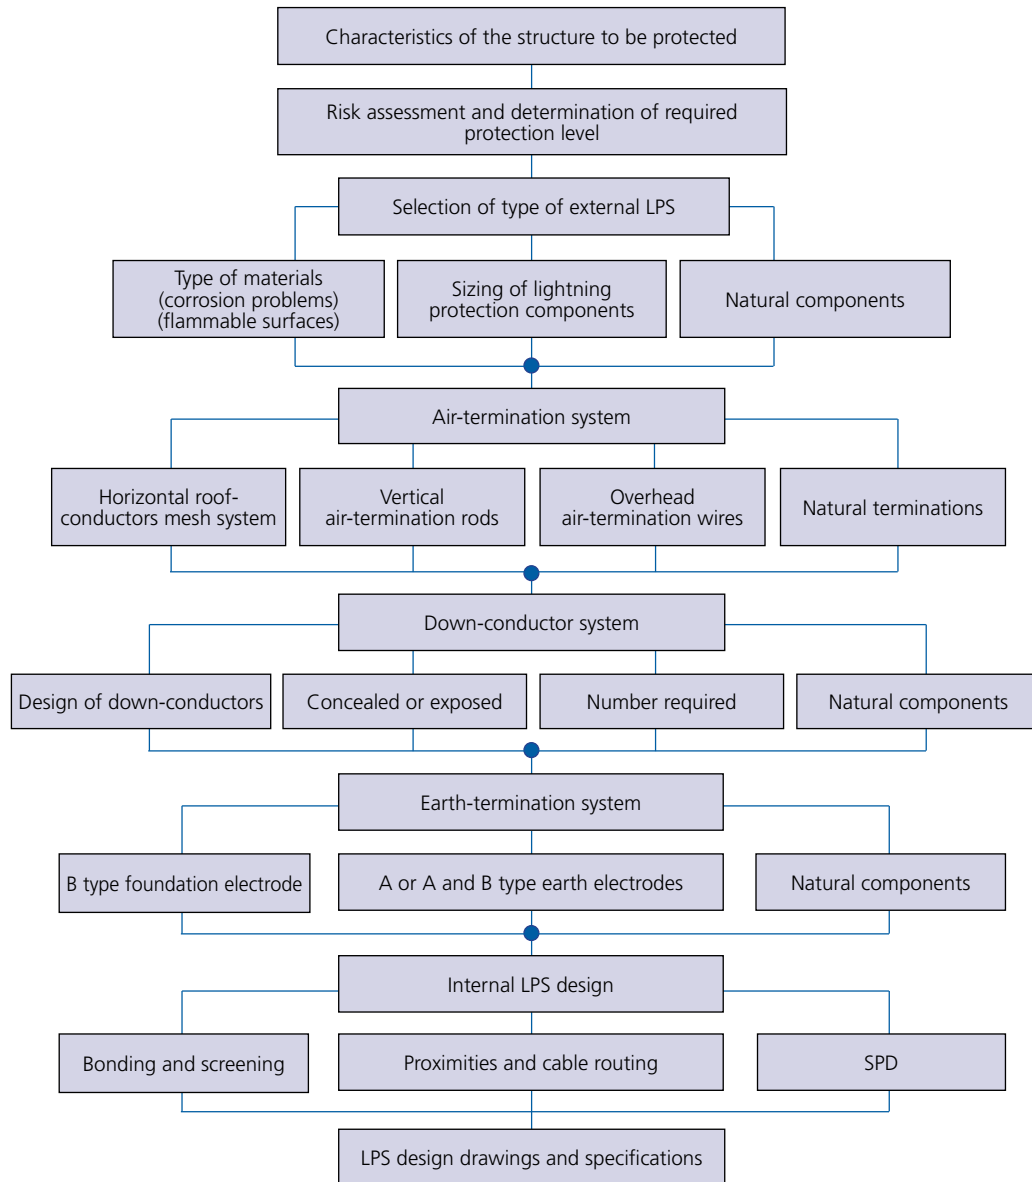 Characteristics of the structure to be protected
Risk assessment and determination of required
protection level
Selection of type of external LPS
Type of materials
(corrosion problems)
(flammable surfaces)
Sizing of lightning
protection components
Natural components
Air-termination system
Horizontal roof-
conductors mesh system
Vertical
air-termination rods
Overhead
air-termination wires
Natural terminations
Down-conductor system
Design of down-conductors
Concealed or exposed
Number required
Natural components
Earth-termination system
B type foundation electrode
A or A and B type earth electrodes
Natural components
Internal LPS design
Bonding and screening
Proximities and cable routing
SPD
LPS design drawings and specifications